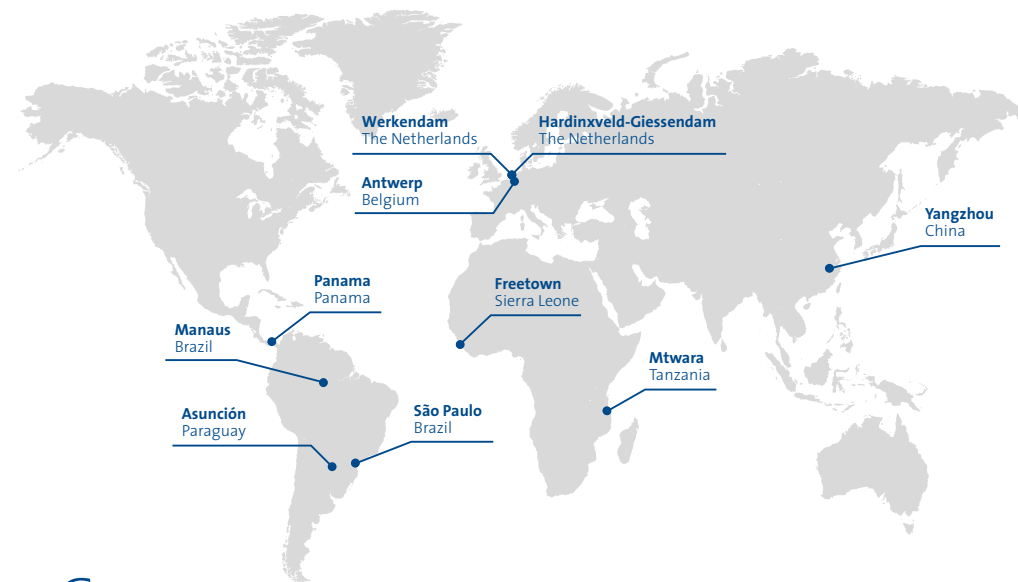 Werkendam
The Netherlands
Hardinxveld-Giessendam
The Netherlands
Antwerp
Belgium
Yangzhou
China
Panama
Panama
Freetown
Sierra Leone
Manaus
Brazil
Mtwara
Tanzania
Asunción
Paraguay
São Paulo
Brazil